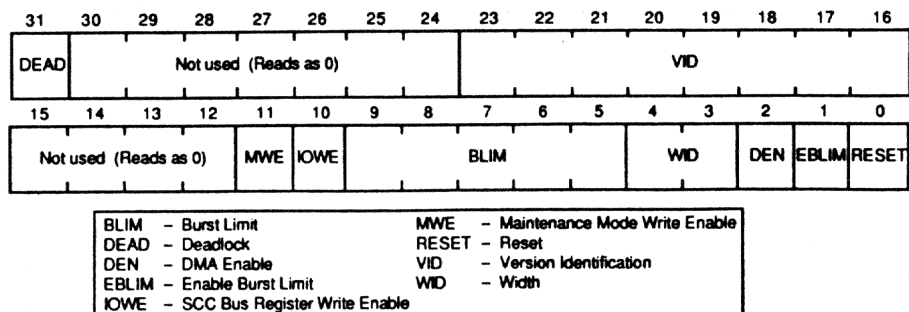 31 30 29 28 27 26 25 24 23 22 21 20 19 18 17 16
DEAD Not used (Reads as 0) VID
15 14 13 12 11 10 9 8 7 6 5 4 3 2 1 0
Not used (Reads as 0) MWE IOWE BLIM WID DEN EBLIM RESET
BLIM – Burst Limit MWE – Maintenance Mode Write Enable
DEAD – Deadlock RESET – Reset
DEN – DMA Enable VID – Version Identification
EBLIM – Enable Burst Limit WID – Width
IOWE – SCC Bus Register Write Enable